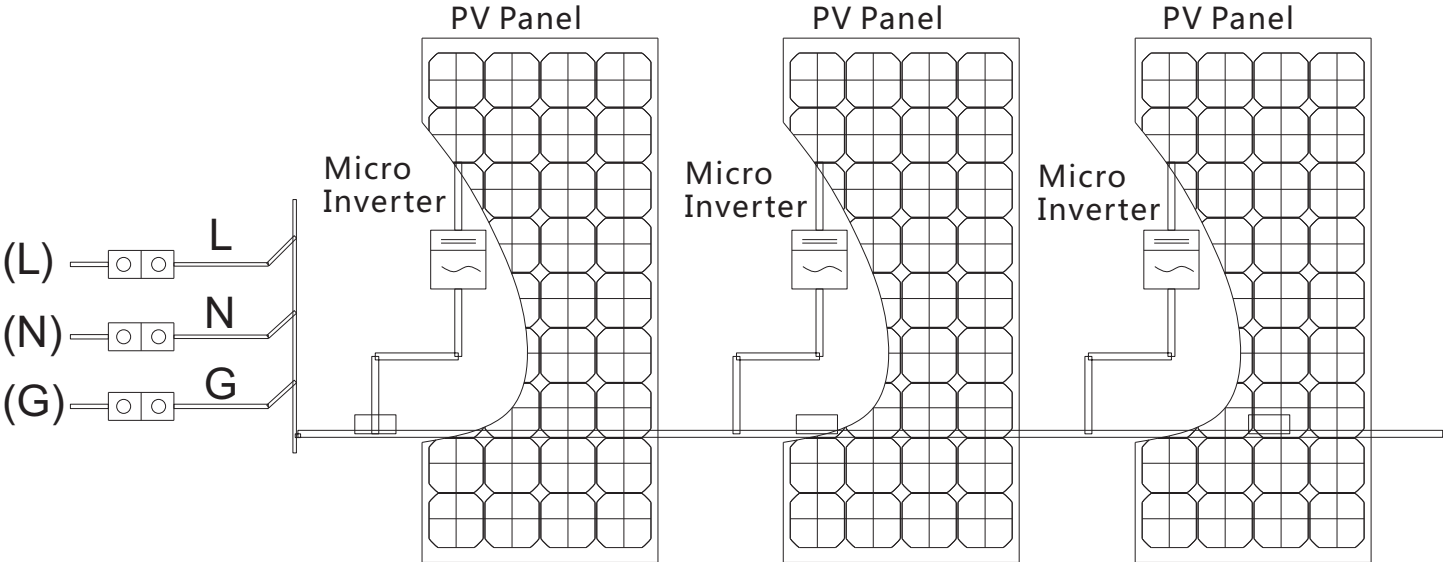 PV Panel
PV Panel
PV Panel
Micro
Inverter
Micro
Inverter
Micro
Inverter
(L)
L
(N)
N
(G)
G